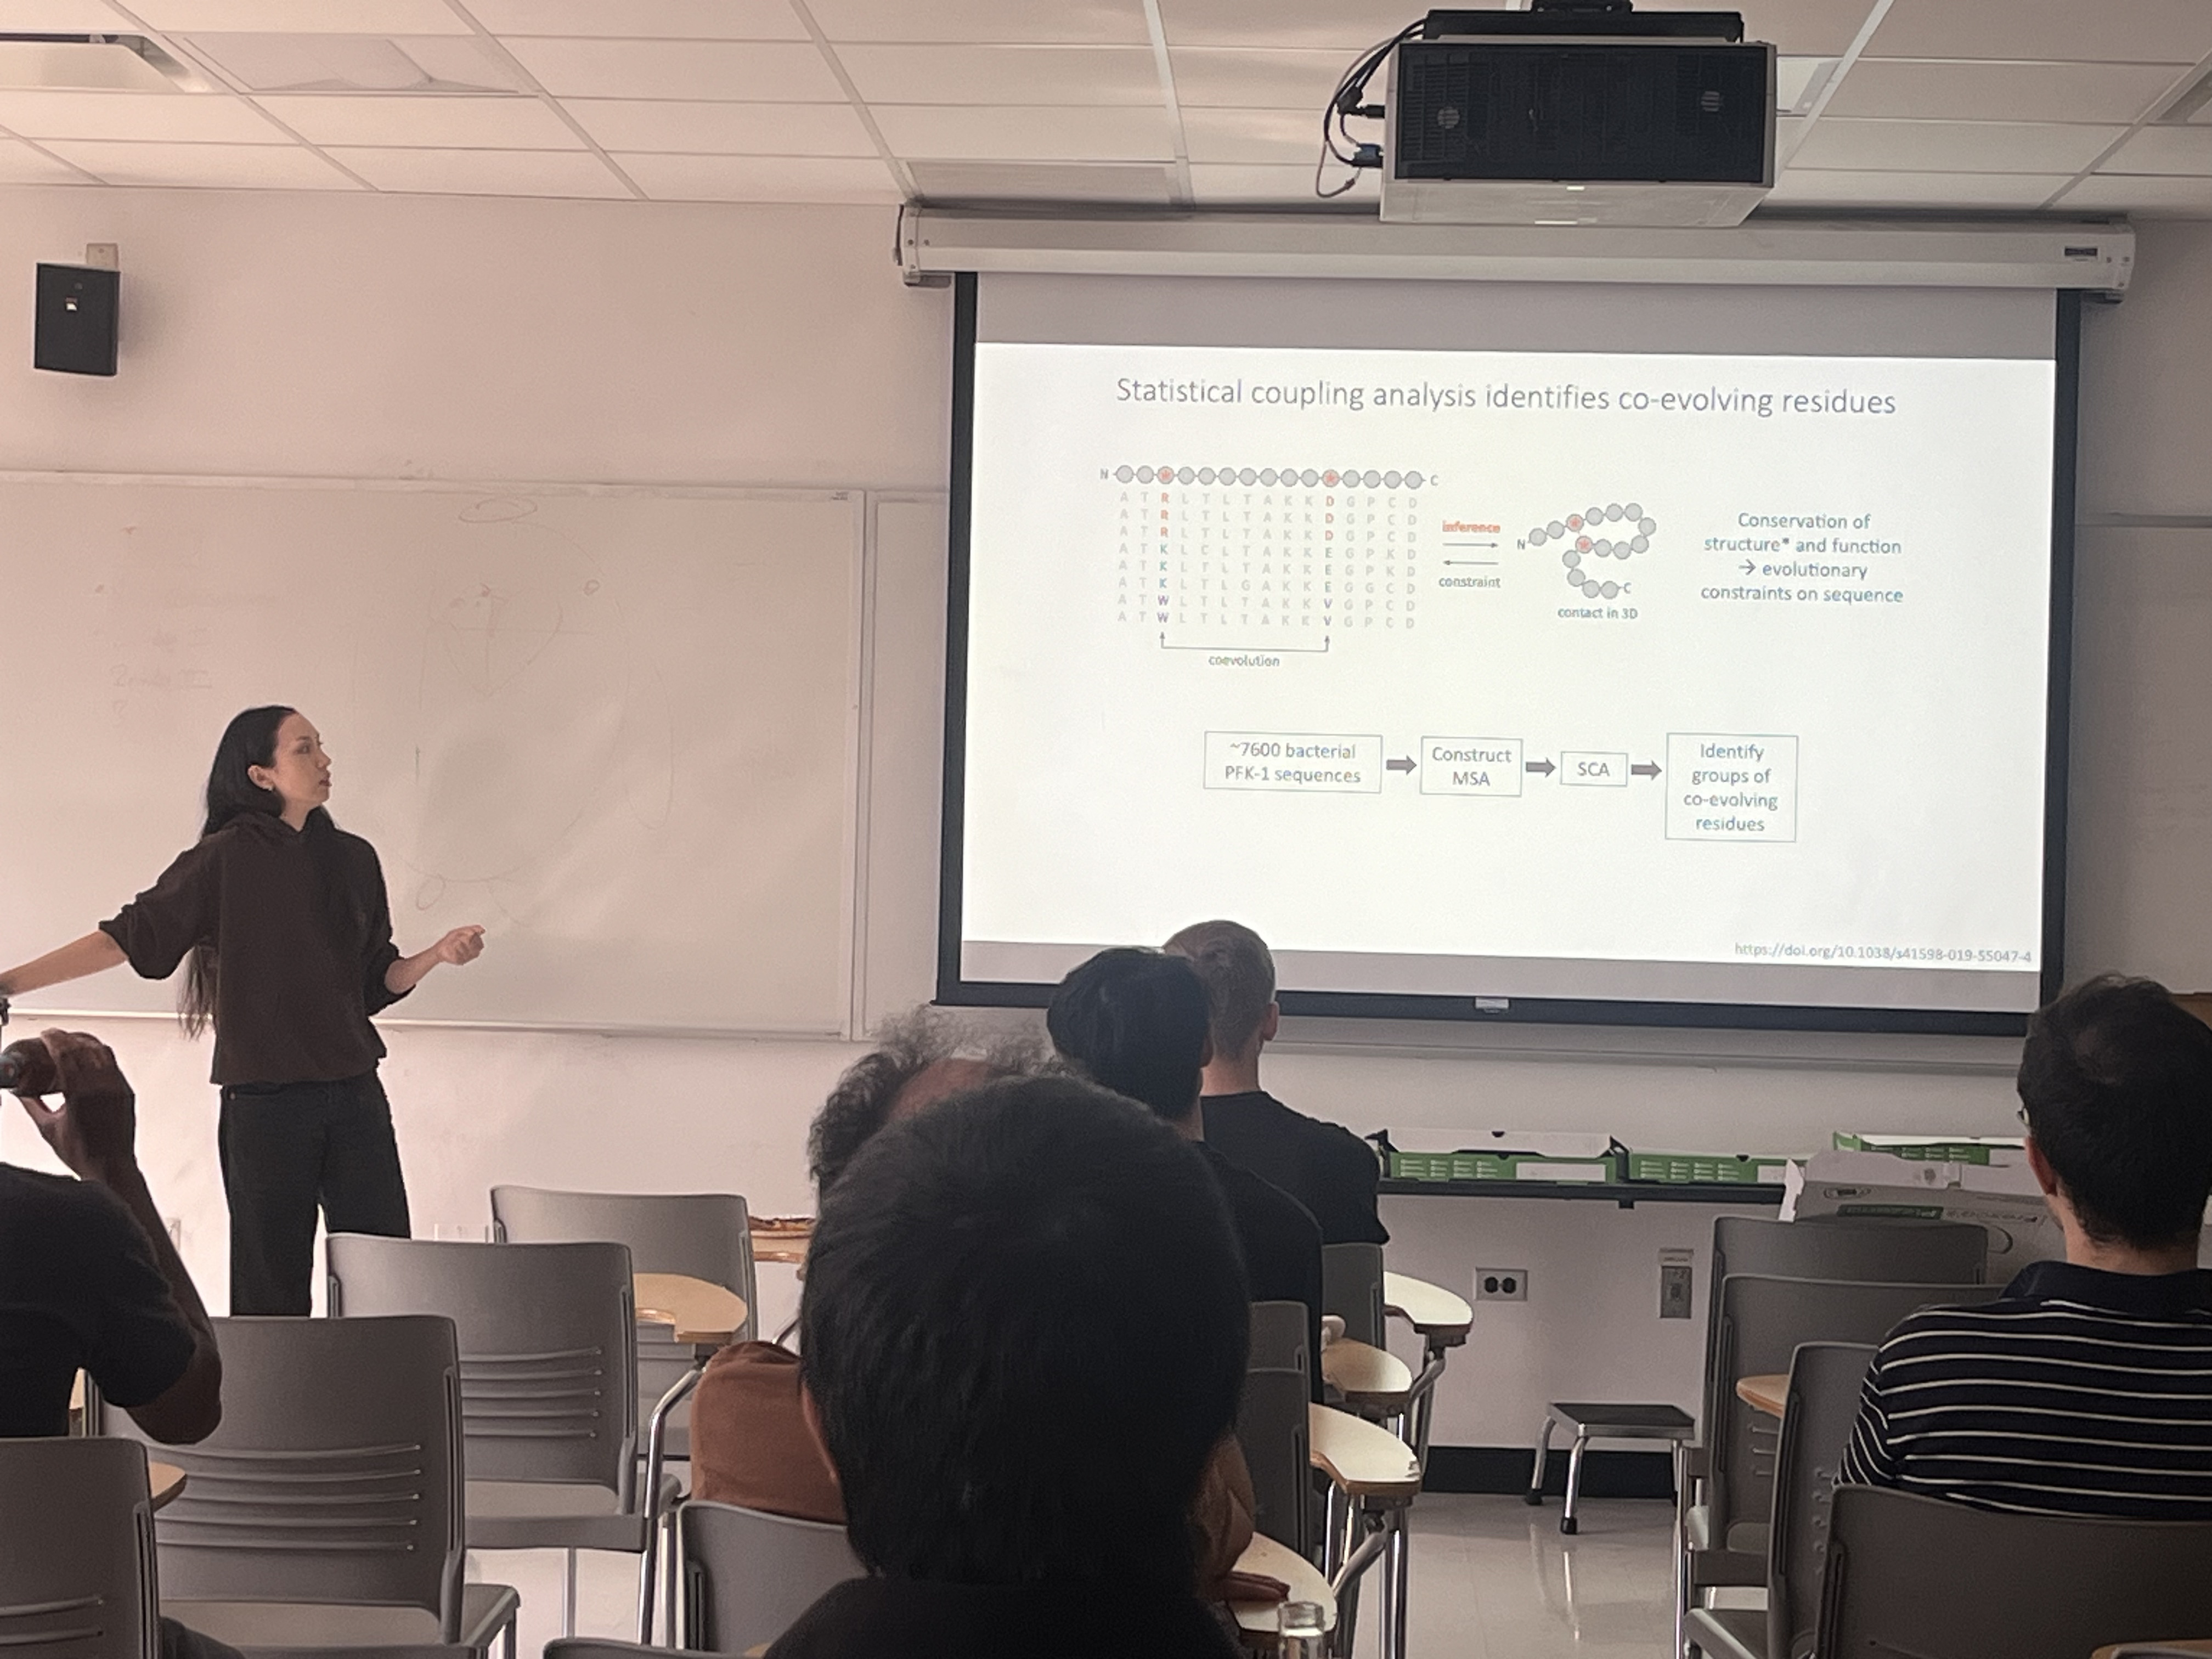 Statistical coupling analysis identifies co-evolving residues
N C
A T R L T L T A K K D G P C D
A T R L T L T A K K D G P C D
A T R L T L T A K K D G P C D
A T K L C L T A K K E G P K D
A T K L T L T A K K E G P K D
A T K L T L G A K K E G G C D
A T W L T L T A K K V G P C D
A T W L T L T A K K V G P C D
coevolution
inference
constraint
N
C
contact in 3D
Conservation of
structure* and function
→ evolutionary
constraints on sequence
~7600 bacterial
PFK-1 sequences
Construct
MSA
SCA
Identify
groups of
co-evolving
residues
https://doi.org/10.1038/s41598-019-55047-4